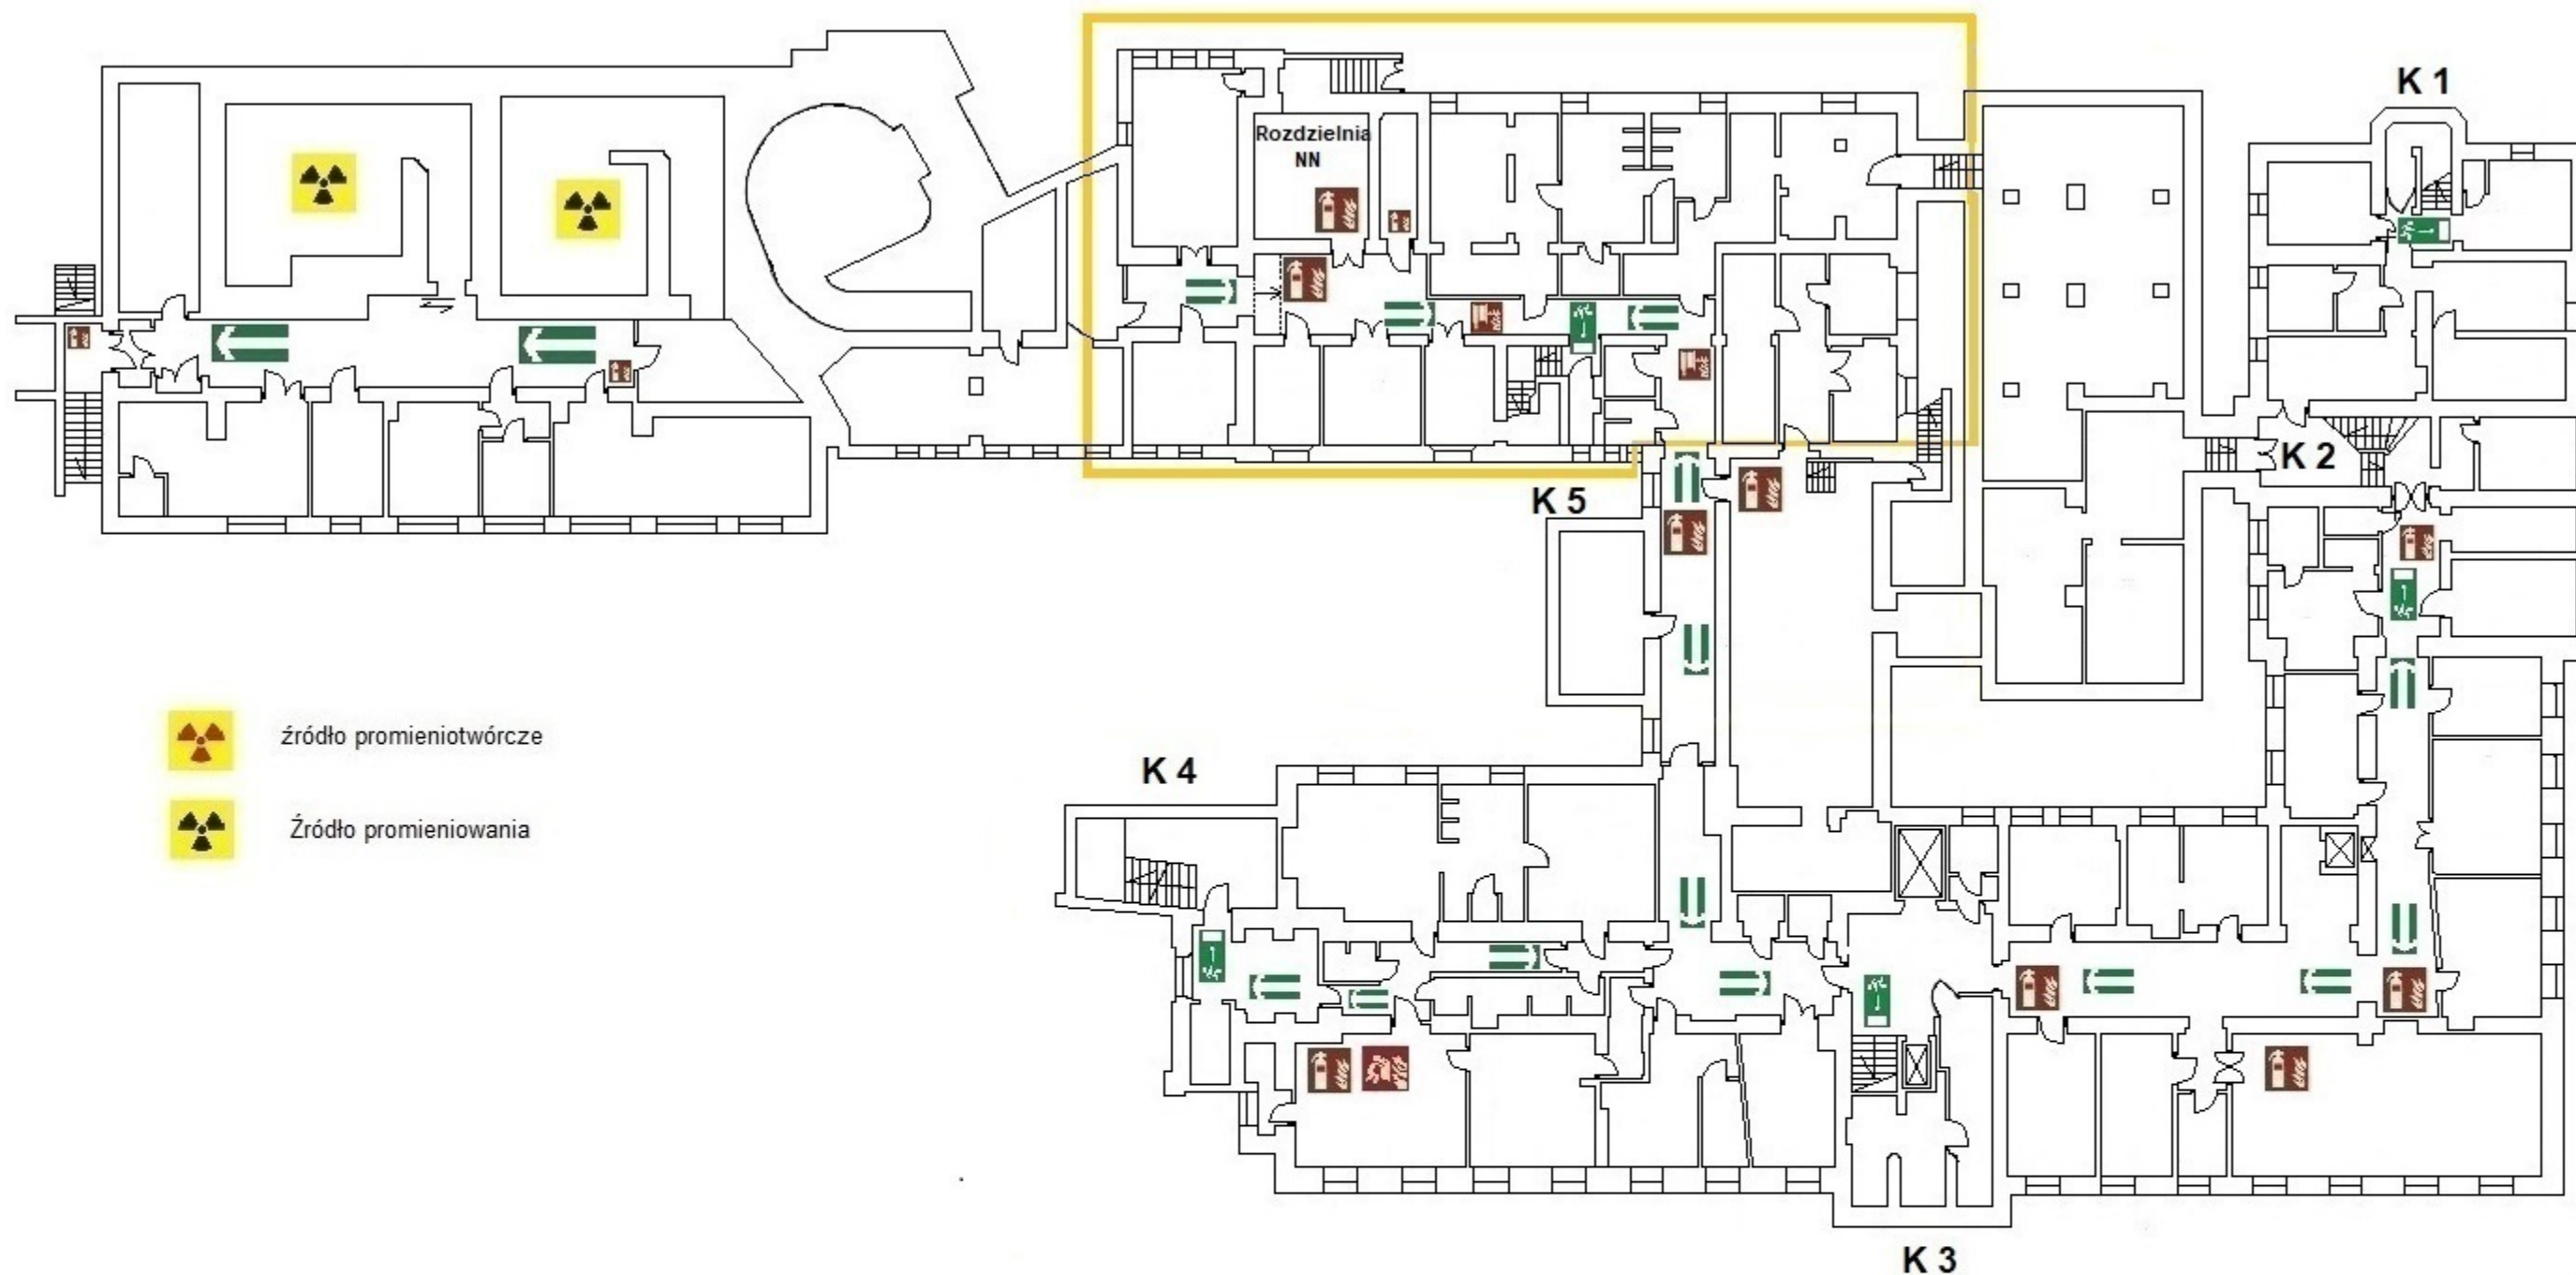 K 1
Rozdzielnia
NN
K 2
K 5
źródło promieniotwórcze
K 4
Źródło promieniowania
K 3